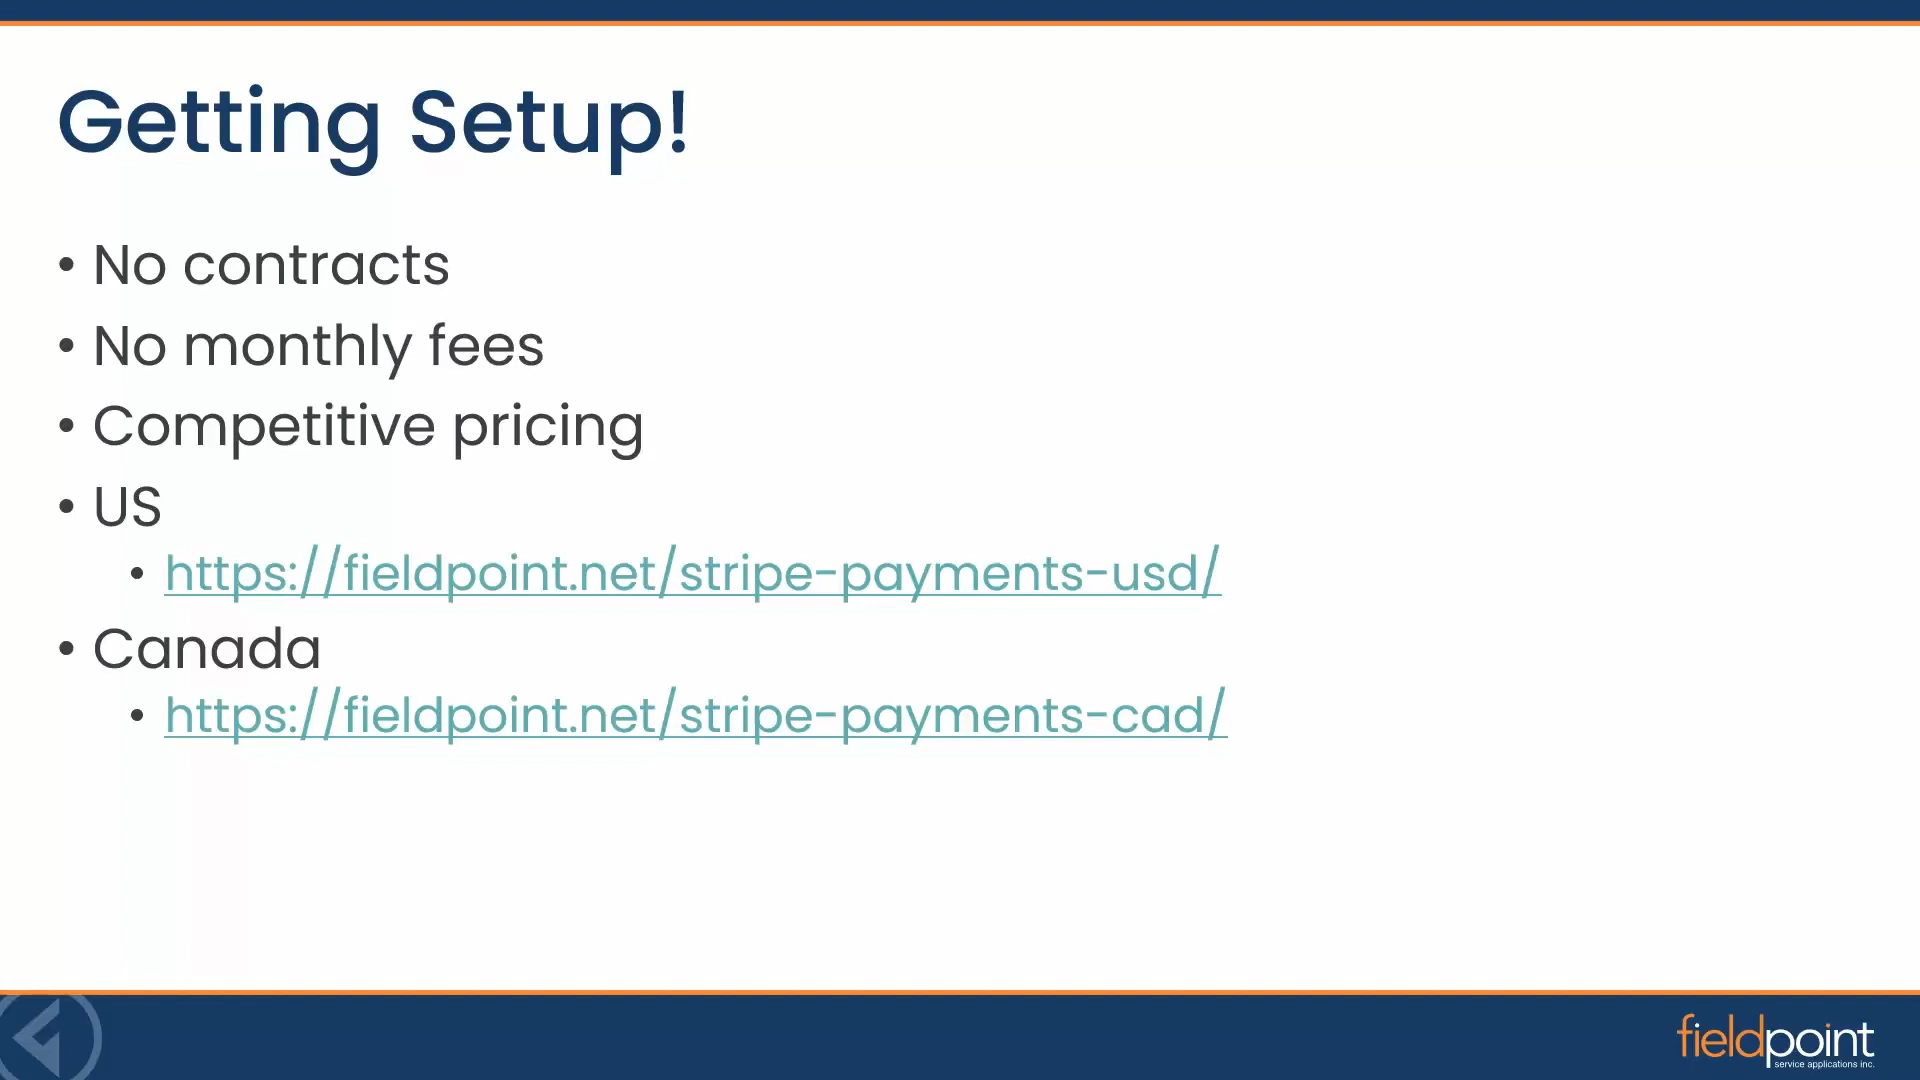 Getting Setup!
• No contracts
• No monthly fees
• Competitive pricing
• US
• https://fieldpoint.net/stripe-payments-usd/
• Canada
• https://fieldpoint.net/stripe-payments-cad/
fieldpoint
service applications inc.